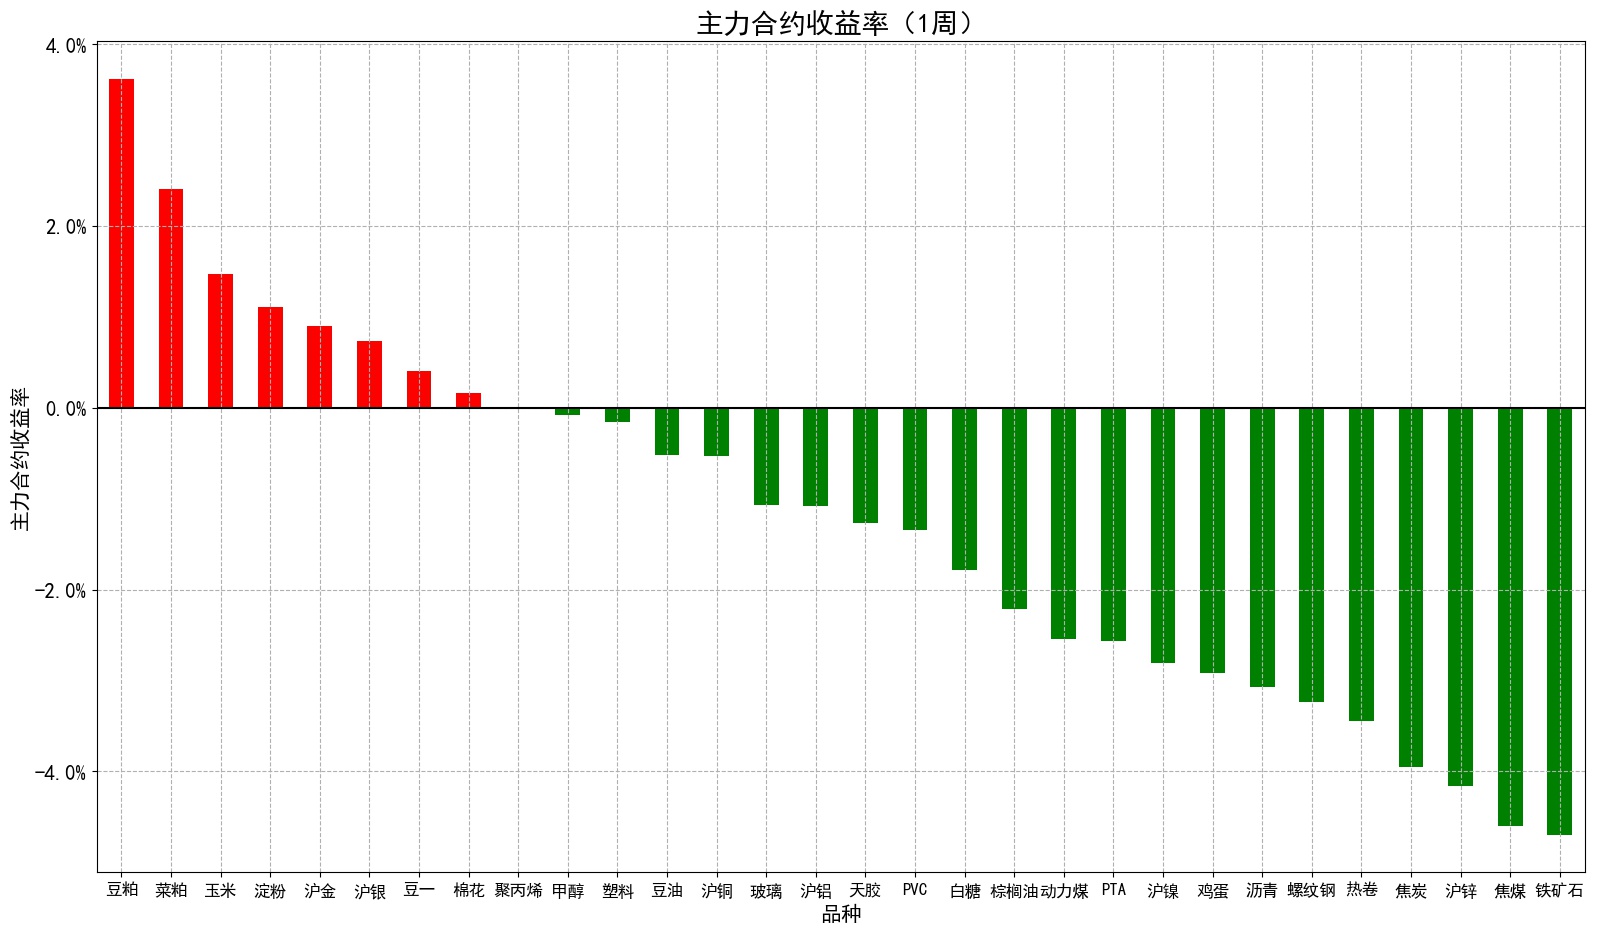 主力合约收益率（1周）
4.0%
2.0%
0.0%
-2.0%
-4.0%
主力合约收益率
豆粕 菜粕 玉米 淀粉 沪金 沪银 豆一 棉花 聚丙烯 甲醇 塑料 豆油 沪铜 玻璃 沪铝 天胶 PVC 白糖 棕榈油 动力煤 PTA 沪镍 鸡蛋 沥青 螺纹钢 热卷 焦炭 沪锌 焦煤 铁矿石
品种